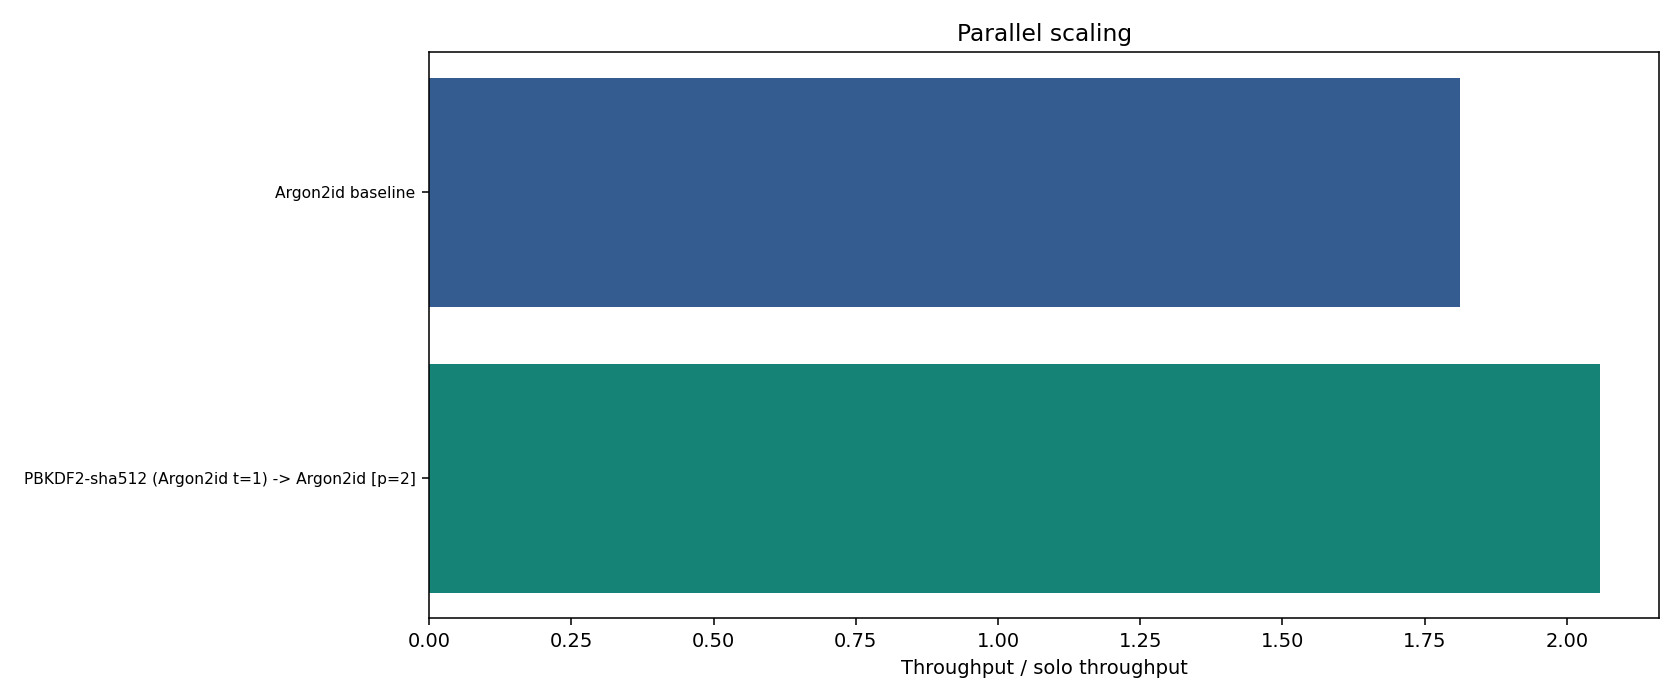 Parallel scaling
Argon2id baseline
PBKDF2-sha512 (Argon2id t=1) -> Argon2id [p=2]
0.00 0.25 0.50 0.75 1.00 1.25 1.50 1.75 2.00
Throughput / solo throughput